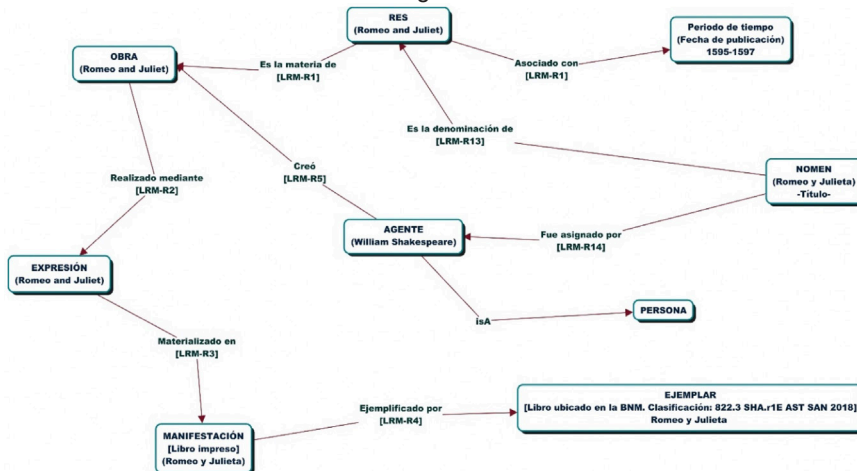 RES
(Romeo and Juliet)
Periodo de tiempo
(Fecha de publicación)
1595-1597
OBRA
(Romeo and Juliet)
Es la materia de
[LRM-R1]
Asociado con
[LRM-R1]
Es la denominación de
[LRM-R13]
Creó
[LRM-R5]
Realizado mediante
[LRM-R2]
NOMEN
(Romeo y Julieta)
-Título-
AGENTE
(William Shakespeare)
Fue asignado por
[LRM-R14]
EXPRESIÓN
(Romeo and Juliet)
isA
PERSONA
Materializado en
[LRM-R3]
Ejemplificado por
[LRM-R4]
EJEMPLAR
[Libro ubicado en la BNM. Clasificación: 822.3 SHA.r1E AST SAN 2018]
Romeo y Julieta
MANIFESTACIÓN
[Libro impreso]
(Romeo y Julieta)